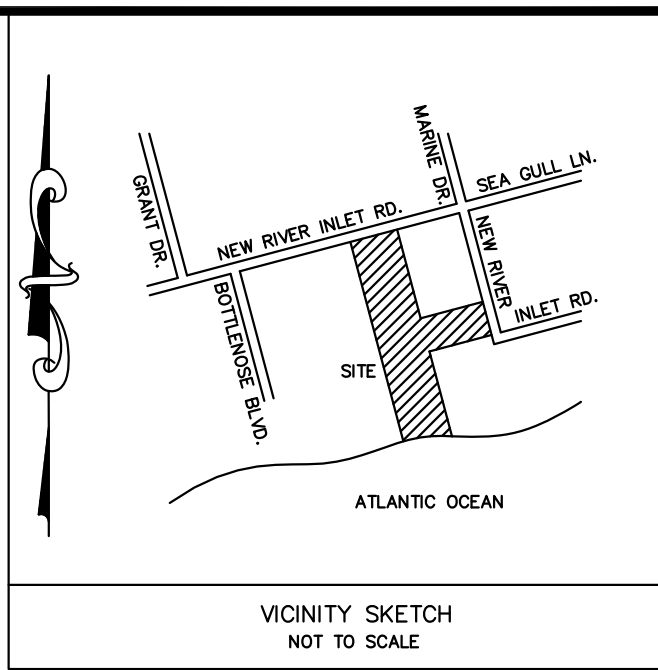 MARINE DR.
SEA GULL LN.
GRANT DR.
NEW RIVER INLET RD.
NEW RIVER
INLET RD.
BOTTLENOSE BLVD.
SITE
ATLANTIC OCEAN
VICINITY SKETCH
NOT TO SCALE